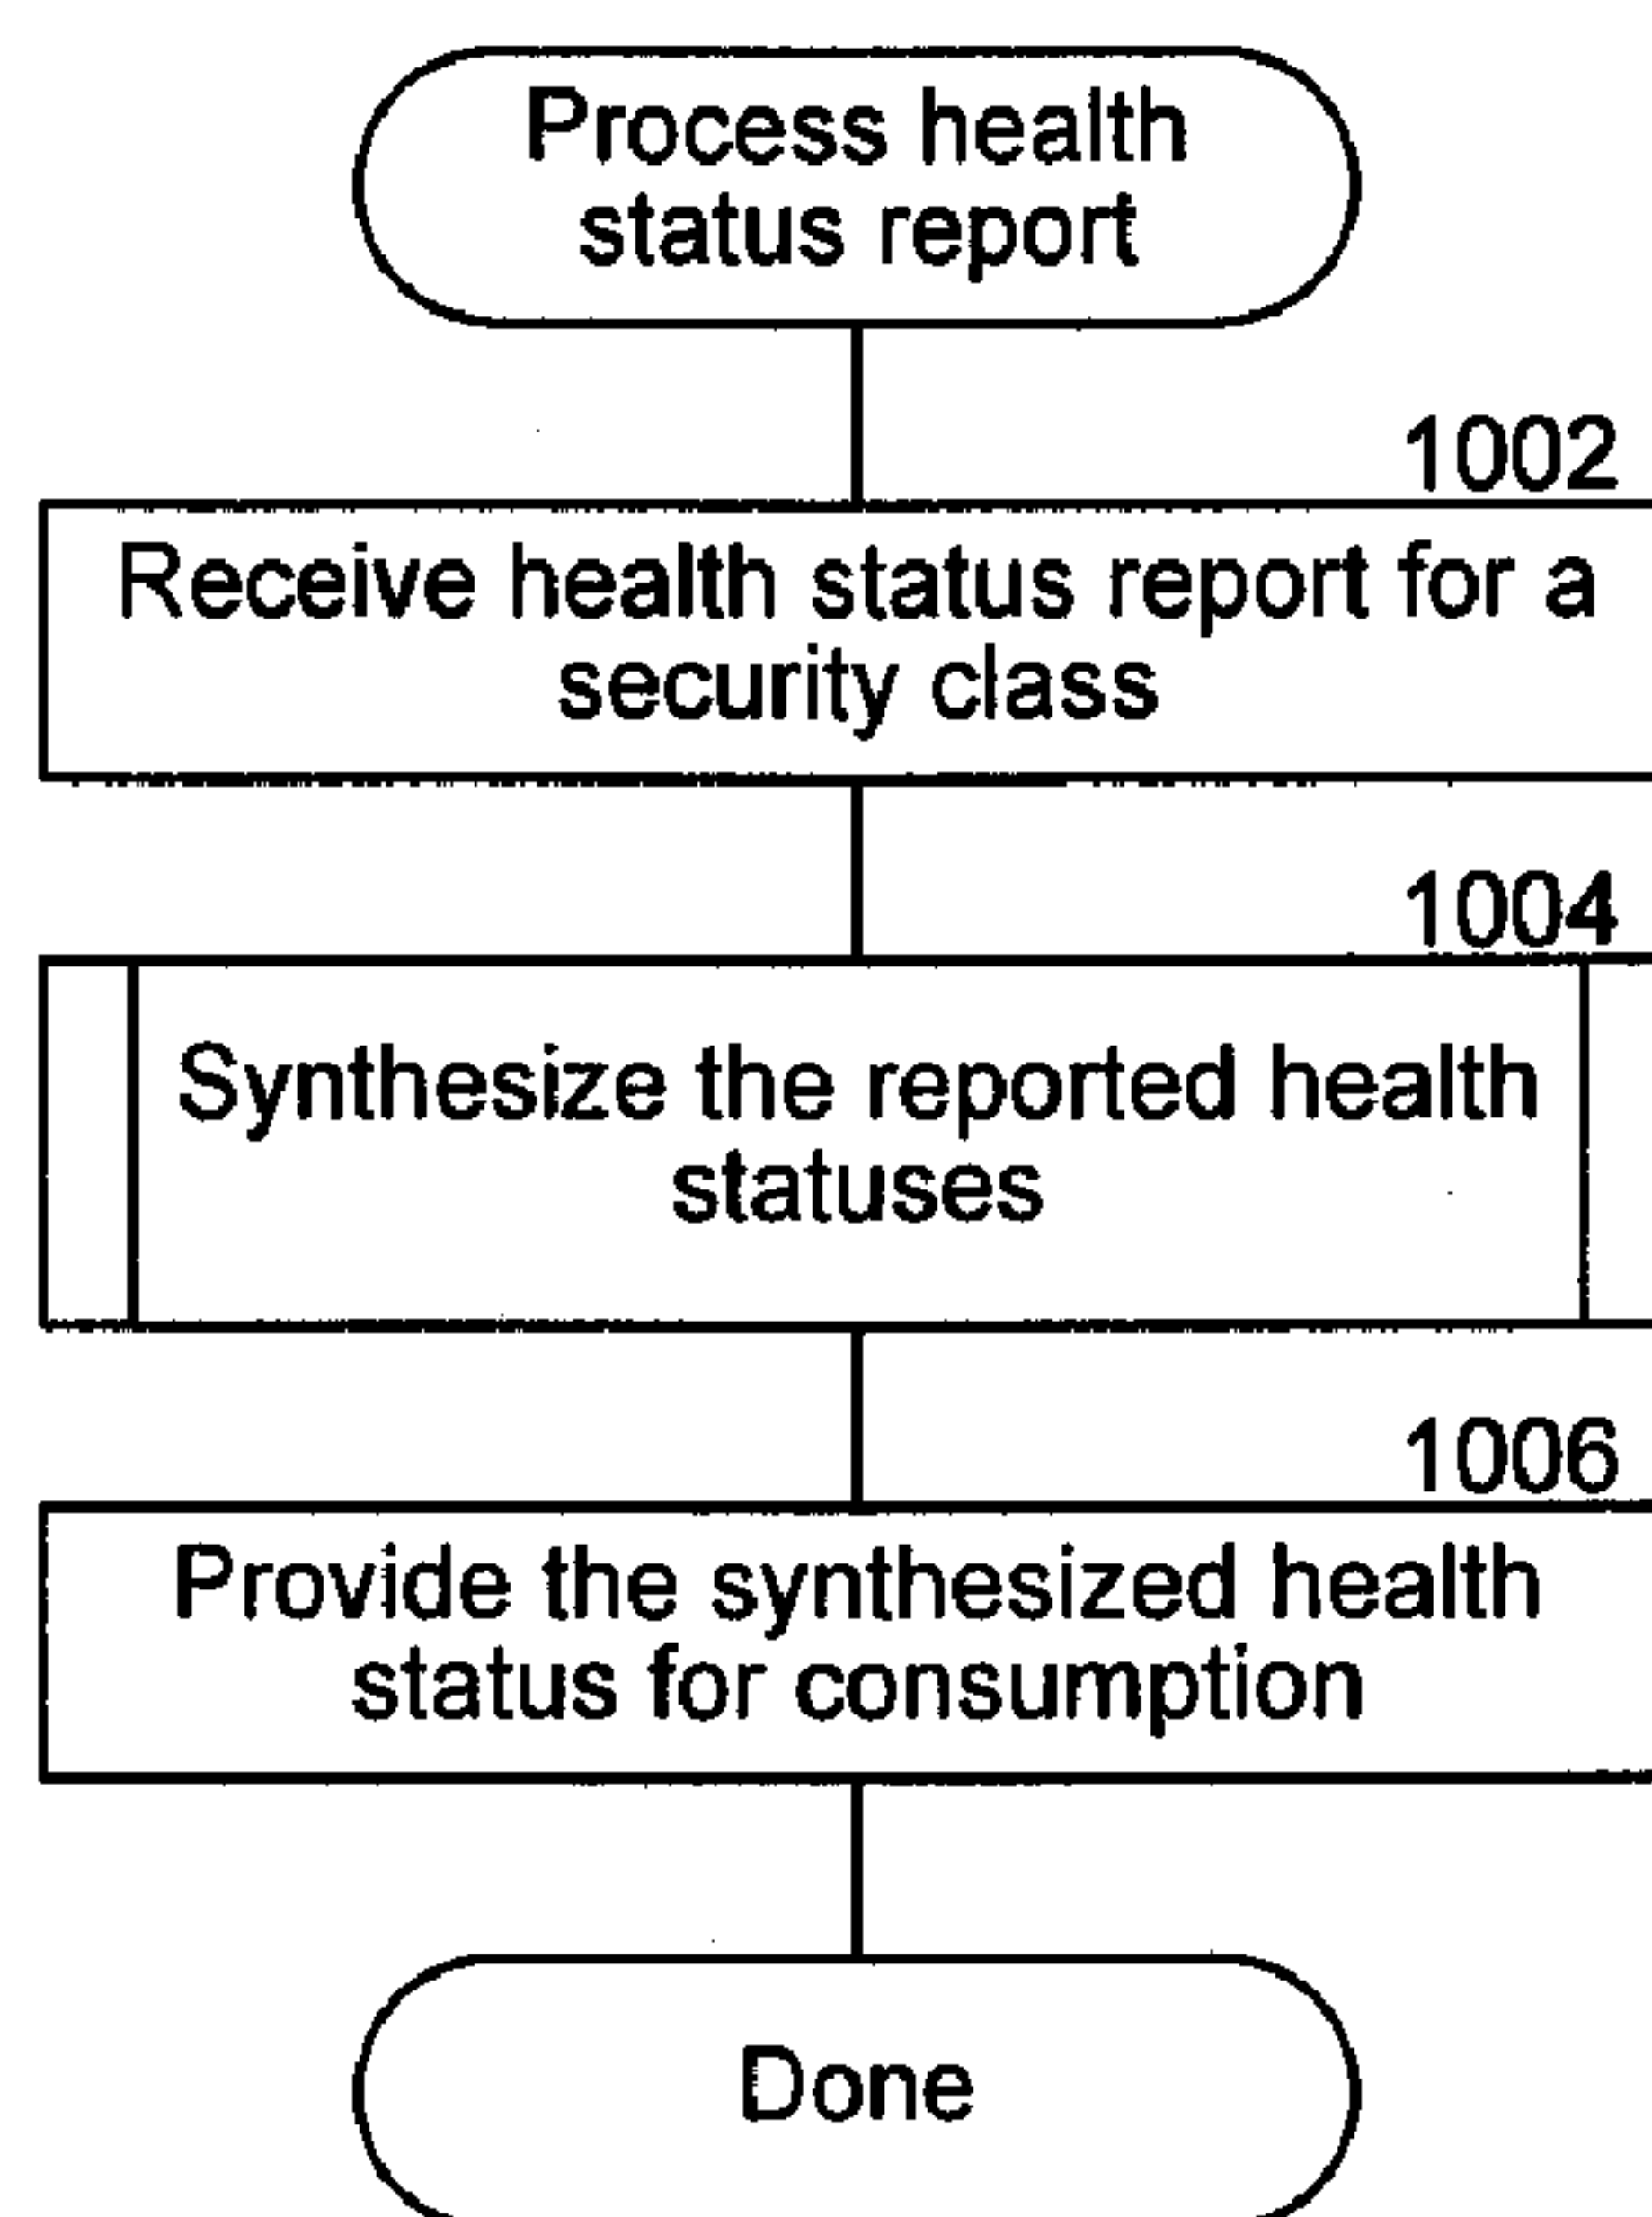 Process health
status report
1002
Receive health status report for a
security class
1004
Synthesize the reported health
statuses
1006
Provide the synthesized health
status for consumption
Done